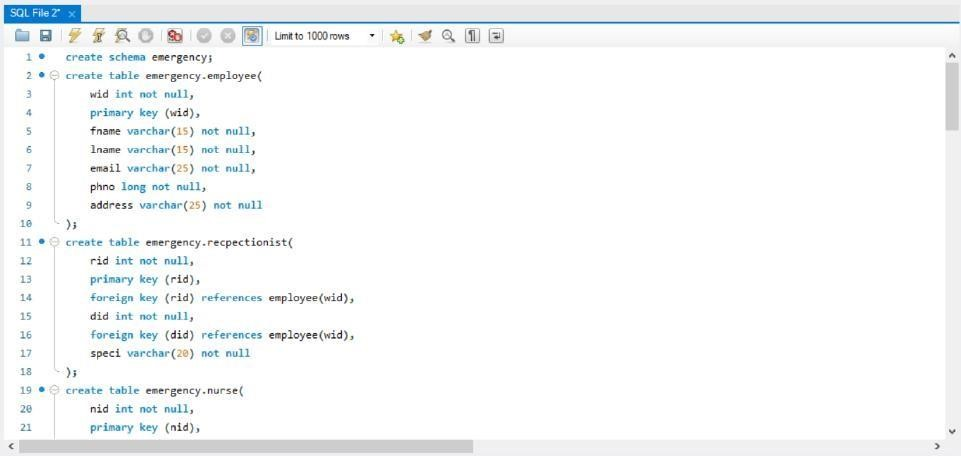 SQL File 2*
Limit to 1000 rows
1 create schema emergency;
2 create table emergency.employee(
3 wid int not null,
4 primary key (wid),
5 fname varchar(15) not null,
6 lname varchar(15) not null,
7 email varchar(25) not null,
8 phno long not null,
9 address varchar(25) not null
10 );
11 create table emergency.recpectionist(
12 rid int not null,
13 primary key (rid),
14 foreign key (rid) references employee(wid),
15 did int not null,
16 foreign key (did) references employee(wid),
17 speci varchar(20) not null
18 );
19 create table emergency.nurse(
20 nid int not null,
21 primary key (nid),